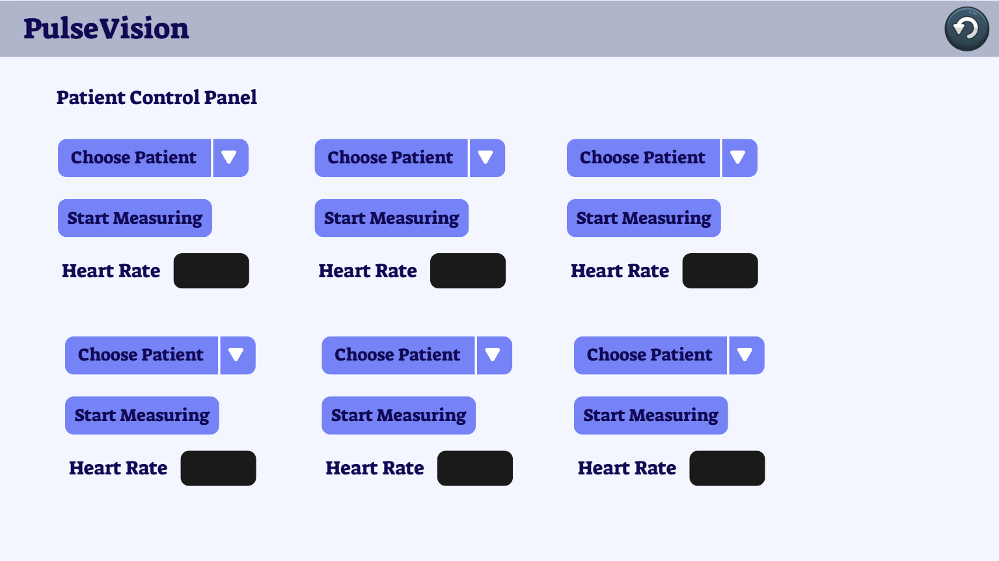 PulseVision
Patient Control Panel
Choose Patient Choose Patient Choose Patient
Start Measuring Start Measuring Start Measuring
Heart Rate Heart Rate Heart Rate
Choose Patient Choose Patient Choose Patient
Start Measuring Start Measuring Start Measuring
Heart Rate Heart Rate Heart Rate